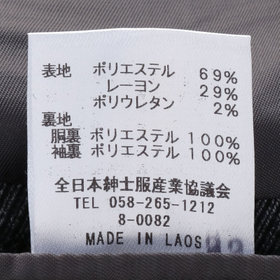 表地 ポリエステル 69%
レーヨン 29%
ポリウレタン 2%
裏地
胴裏 ポリエステル 100%
袖裏 ポリエステル 100%
全日本紳士服産業協議会
TEL 058-265-1212
8-0082
MADE IN LAOS